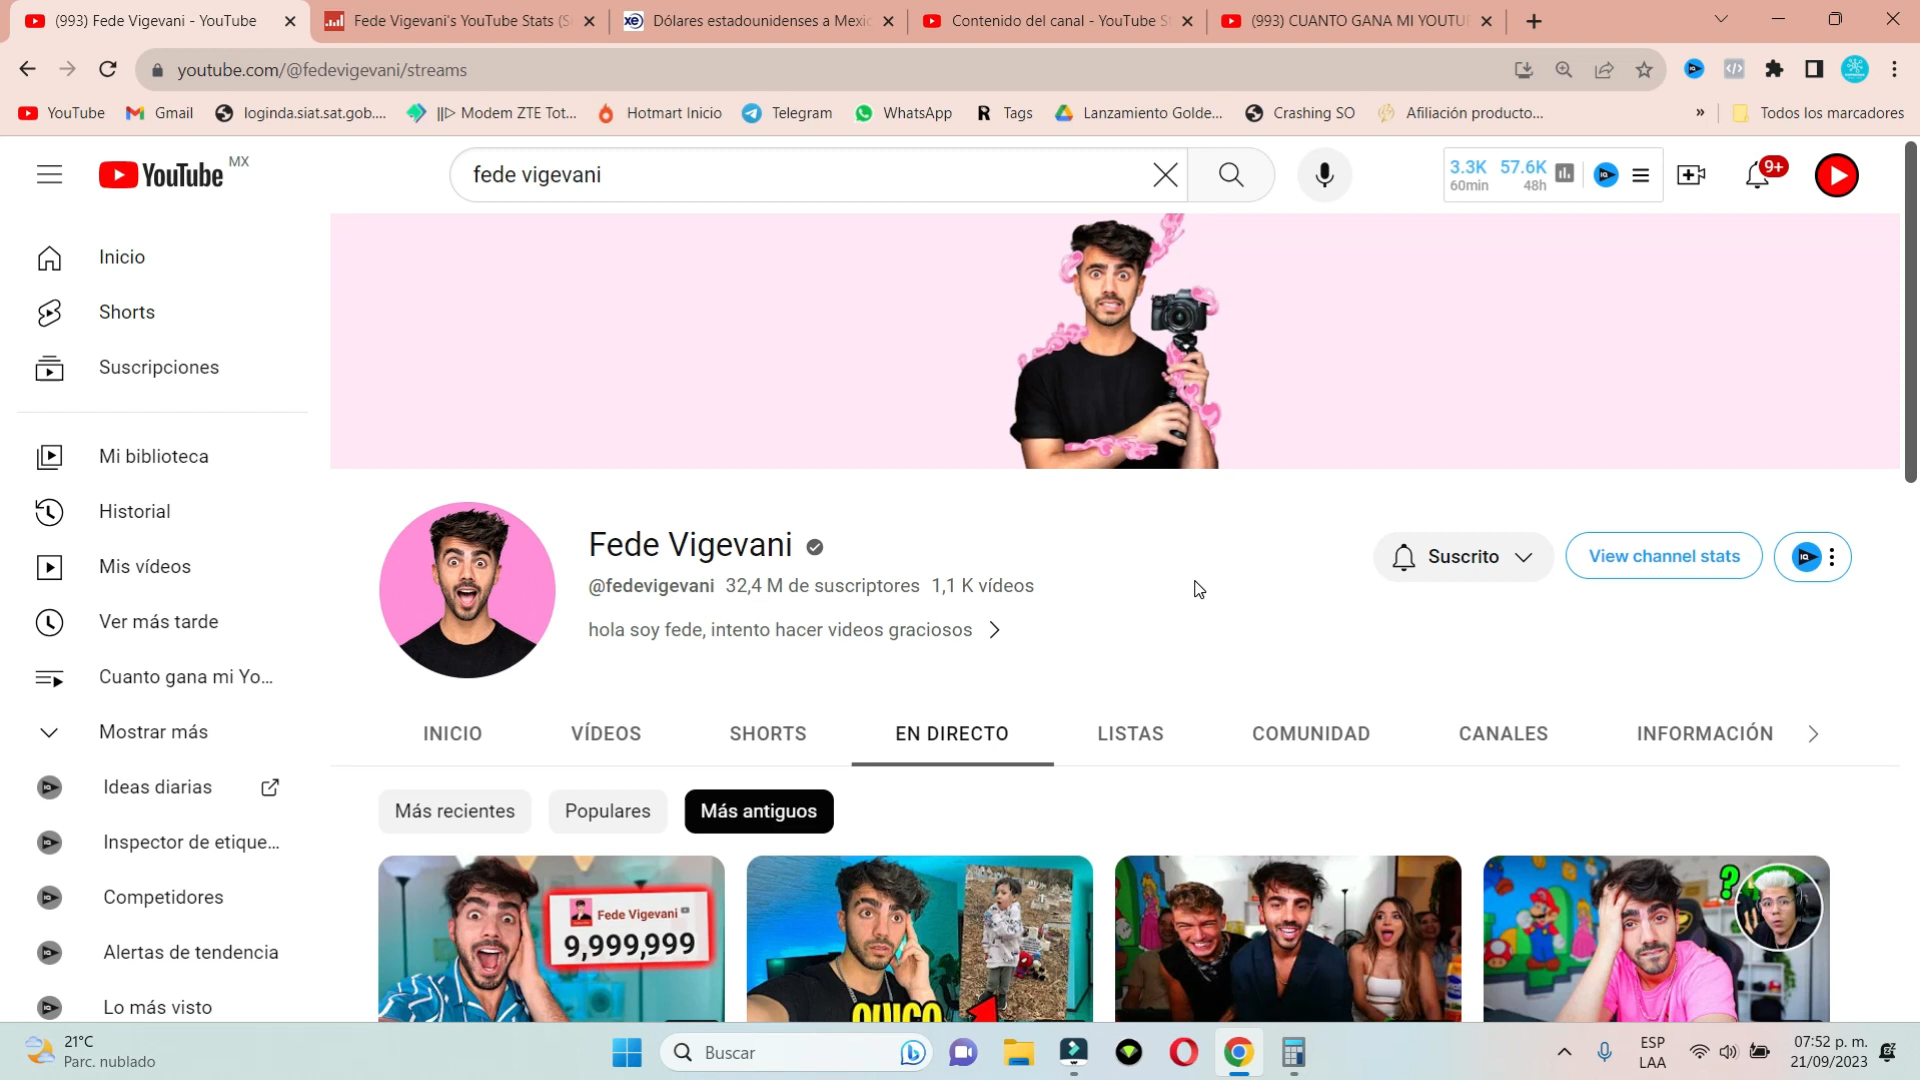 (993) Fede Vigevani - YouTube
Fede Vigevani's YouTube Stats (S
Dólares estadounidenses a Mexic
Contenido del canal - YouTube S
(993) CUANTO GANA MI YOUTU
youtube.com/@fedevigevani/streams
YouTube
Gmail
loginda.siat.sat.gob....
||▷ Modem ZTE Tot...
Hotmart Inicio
Telegram
WhatsApp
Tags
Lanzamiento Golde...
Crashing SO
Afiliación producto...
»
Todos los marcadores
YouTube MX
fede vigevani
3.3K 57.6K
60min 48h
9+
Inicio
Shorts
Suscripciones
Mi biblioteca
Historial
Mis vídeos
Ver más tarde
Cuanto gana mi Yo...
Mostrar más
Ideas diarias
Inspector de etique...
Competidores
Alertas de tendencia
Lo más visto
Fede Vigevani
@fedevigevani 32,4 M de suscriptores 1,1 K vídeos
hola soy fede, intento hacer videos graciosos
Suscrito
View channel stats
INICIO
VÍDEOS
SHORTS
EN DIRECTO
LISTAS
COMUNIDAD
CANALES
INFORMACIÓN
Más recientes
Populares
Más antiguos
Fede Vigevani
9,999,999
?
21°C
Parc. nublado
Buscar
ESP
LAA
07:52 p. m.
21/09/2023